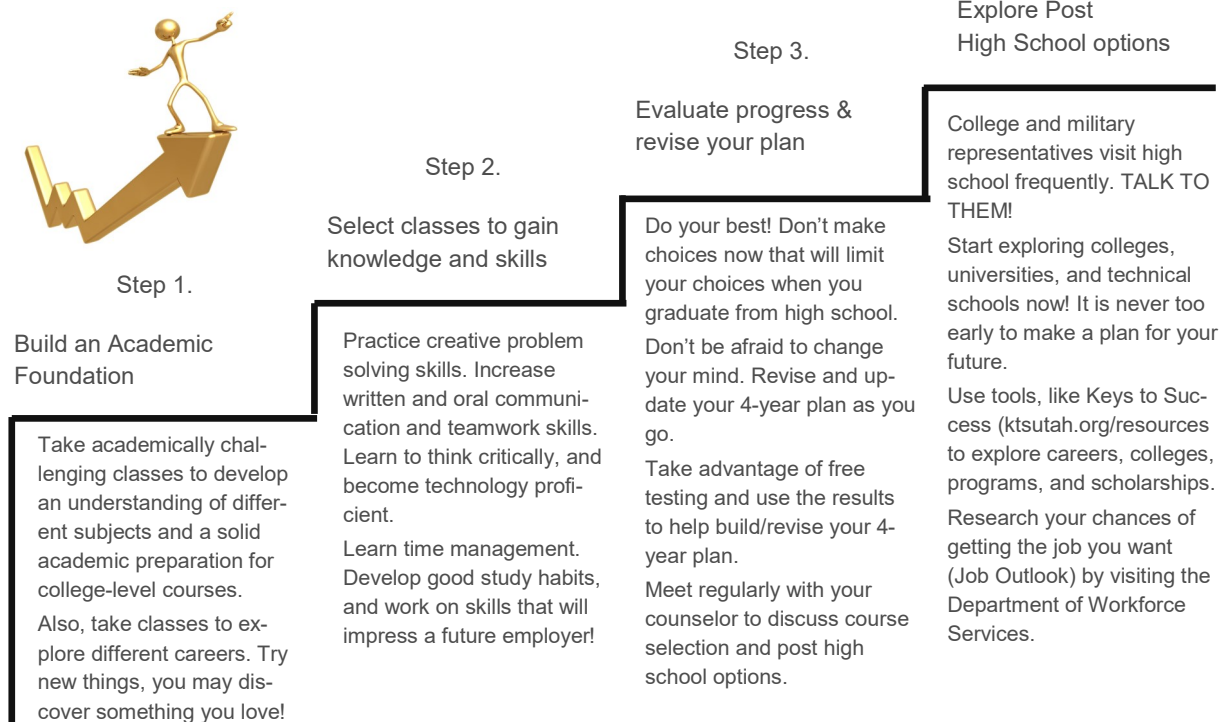 Step 1.
Build an Academic
Foundation
Take academically chal-
lenging classes to develop
an understanding of differ-
ent subjects and a solid
academic preparation for
college-level courses.
Also, take classes to ex-
plore different careers. Try
new things, you may dis-
cover something you love!
Step 2.
Select classes to gain
knowledge and skills
Practice creative problem
solving skills. Increase
written and oral communi-
cation and teamwork skills.
Learn to think critically, and
become technology profi-
cient.
Learn time management.
Develop good study habits,
and work on skills that will
impress a future employer!
Step 3.
Evaluate progress &
revise your plan
Do your best! Don’t make
choices now that will limit
your choices when you
graduate from high school.
Don’t be afraid to change
your mind. Revise and up-
date your 4-year plan as you
go.
Take advantage of free
testing and use the results
to help build/revise your 4-
year plan.
Meet regularly with your
counselor to discuss course
selection and post high
school options.
Explore Post
High School options
College and military
representatives visit high
school frequently. TALK TO
THEM!
Start exploring colleges,
universities, and technical
schools now! It is never too
early to make a plan for your
future.
Use tools, like Keys to Suc-
cess (ktsutah.org/resources
to explore careers, colleges,
programs, and scholarships.
Research your chances of
getting the job you want
(Job Outlook) by visiting the
Department of Workforce
Services.